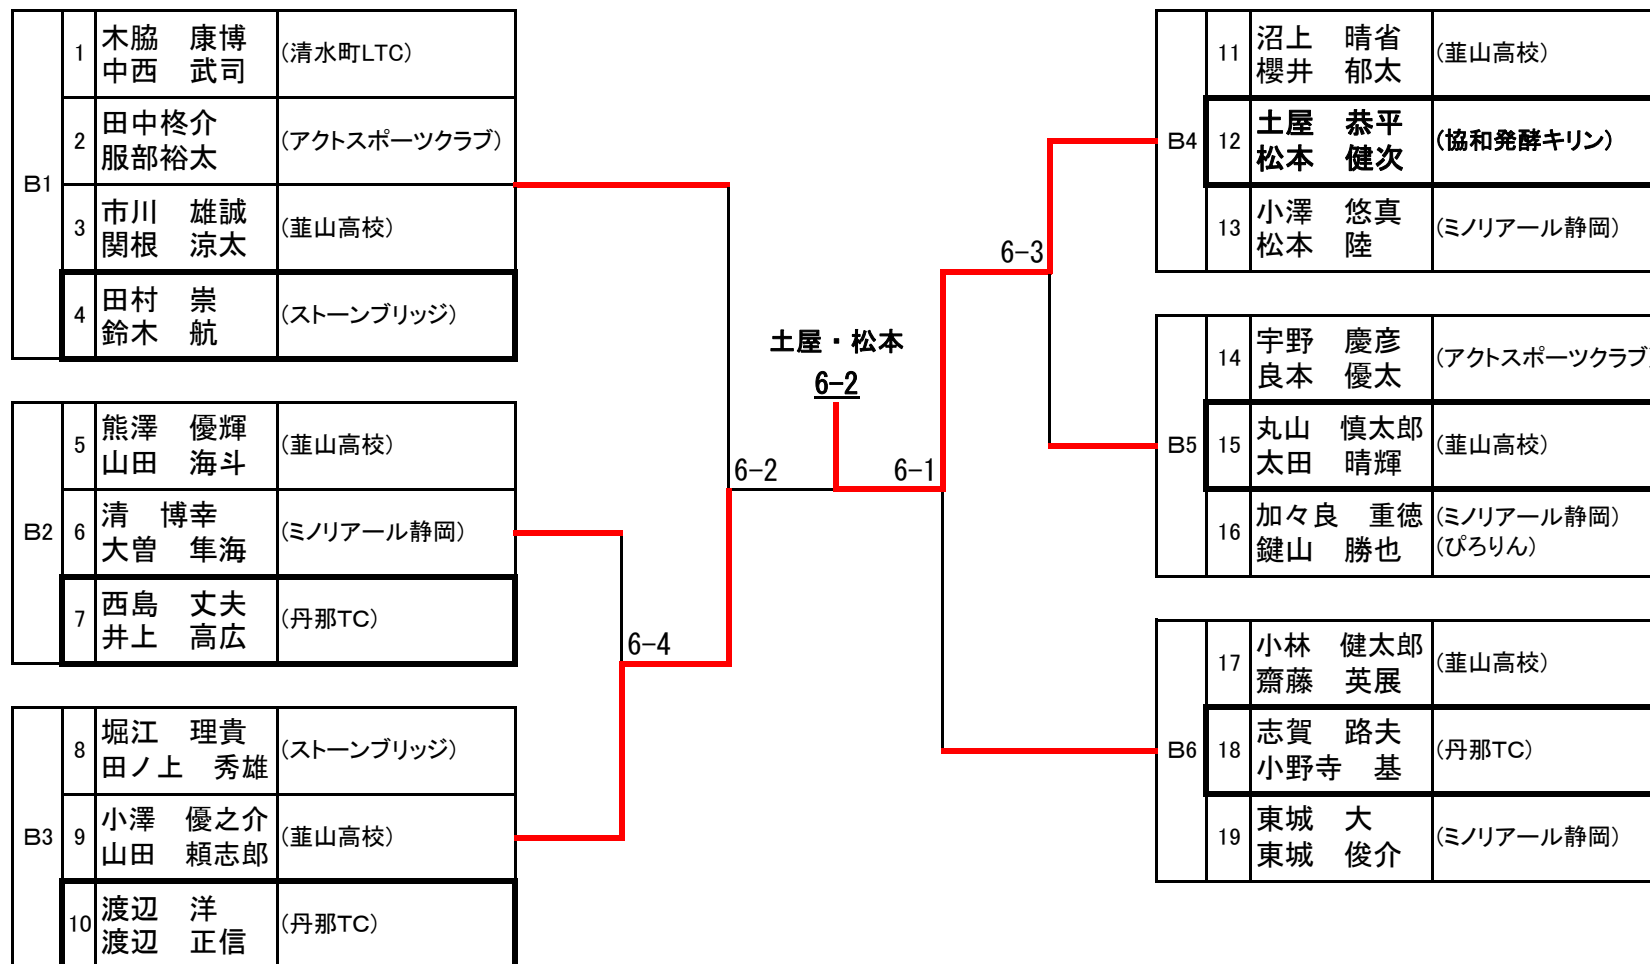 B1
1 木脇　康博 (清水町LTC)
中西　武司
2 田中柊介 (アクトスポーツクラブ)
服部裕太
3 市川　雄誠 (韮山高校)
関根　涼太
4 田村　崇 (ストーンブリッジ)
鈴木　航
B2
5 熊澤　優輝 (韮山高校)
山田　海斗
6 清　博幸 (ミノリアール静岡)
大曽　隼海
7 西島　丈夫 (丹那TC)
井上　高広
B3
8 堀江　理貴 (ストーンブリッジ)
田ノ上　秀雄
9 小澤　優之介 (韮山高校)
山田　頼志郎
10 渡辺　洋 (丹那TC)
渡辺　正信
6-4
6-2
土屋・松本
6-2
6-1
6-3
B4
11 沼上　晴省 (韮山高校)
櫻井　郁太
12 土屋　恭平 (協和発酵キリン)
松本　健次
13 小澤　悠真 (ミノリアール静岡)
松本　陸
B5
14 宇野　慶彦 (アクトスポーツクラブ
良本　優太
15 丸山　慎太郎 (韮山高校)
太田　晴輝
16 加々良　重徳 (ミノリアール静岡)
鍵山　勝也 (ぴろりん)
B6
17 小林　健太郎 (韮山高校)
齋藤　英展
18 志賀　路夫 (丹那TC)
小野寺　基
19 東城　大 (ミノリアール静岡)
東城　俊介